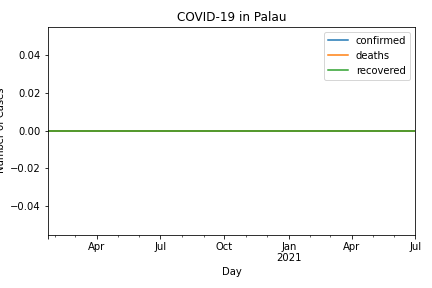 COVID-19 in Palau
confirmed
deaths
recovered
0.04
0.02
0.00
−0.02
−0.04
Number of Cases
Apr Jul Oct Jan Apr Jul
2021
Day